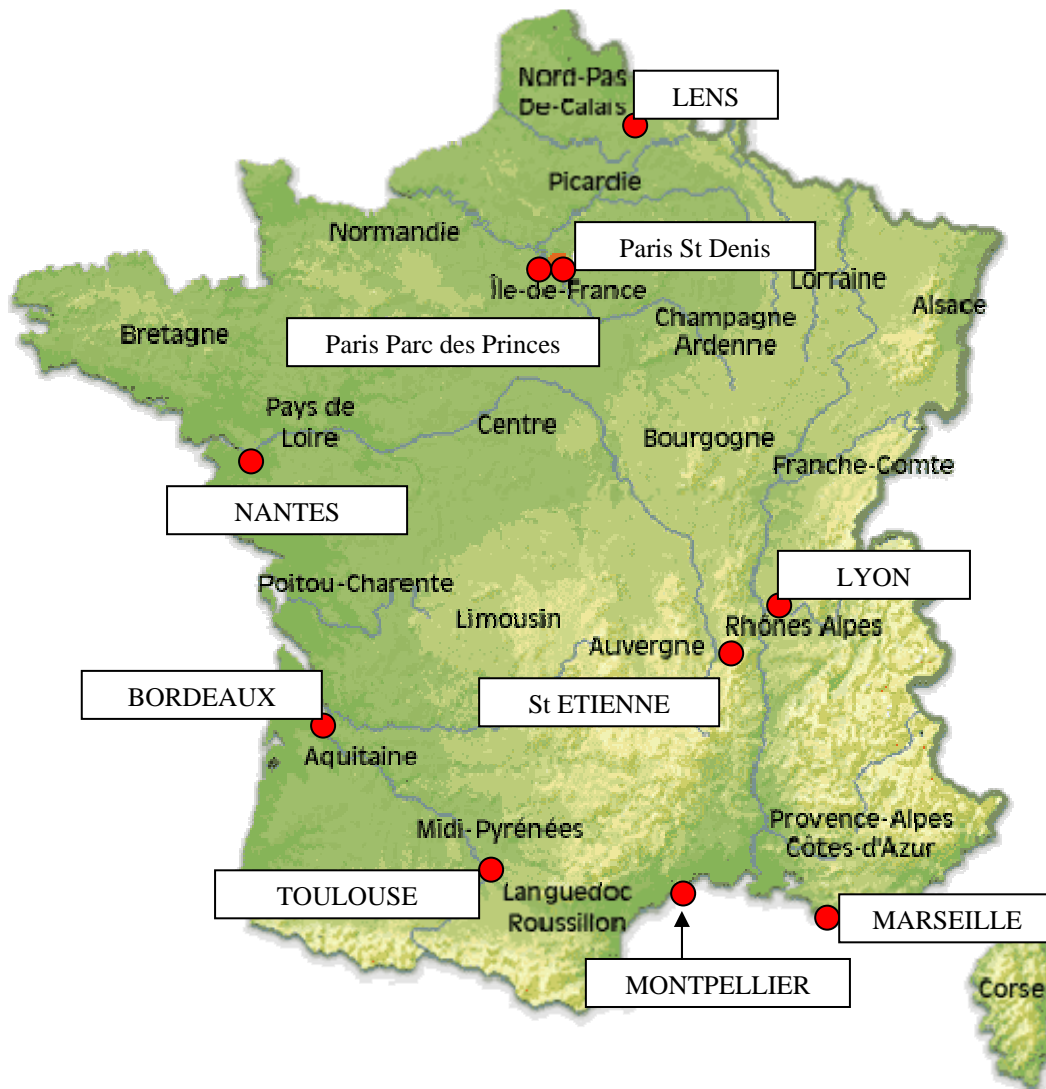 Nord-Pas
De-Calais
LENS
Picardie
Normandie
Paris St Denis
Lorraine
Île-de-France
Alsace
Champagne
Ardenne
Bretagne
Paris Parc des Princes
Pays de
Loire
Centre
Bourgogne
Franche-Comte
NANTES
LYON
Poitou-Charente
Limousin
Rhônes Alpes
Auvergne
BORDEAUX
St ETIENNE
Aquitaine
Midi-Pyrénées
Provence-Alpes
Côtes-d'Azur
TOULOUSE
Languedoc
Roussillon
MARSEILLE
MONTPELLIER
Corse